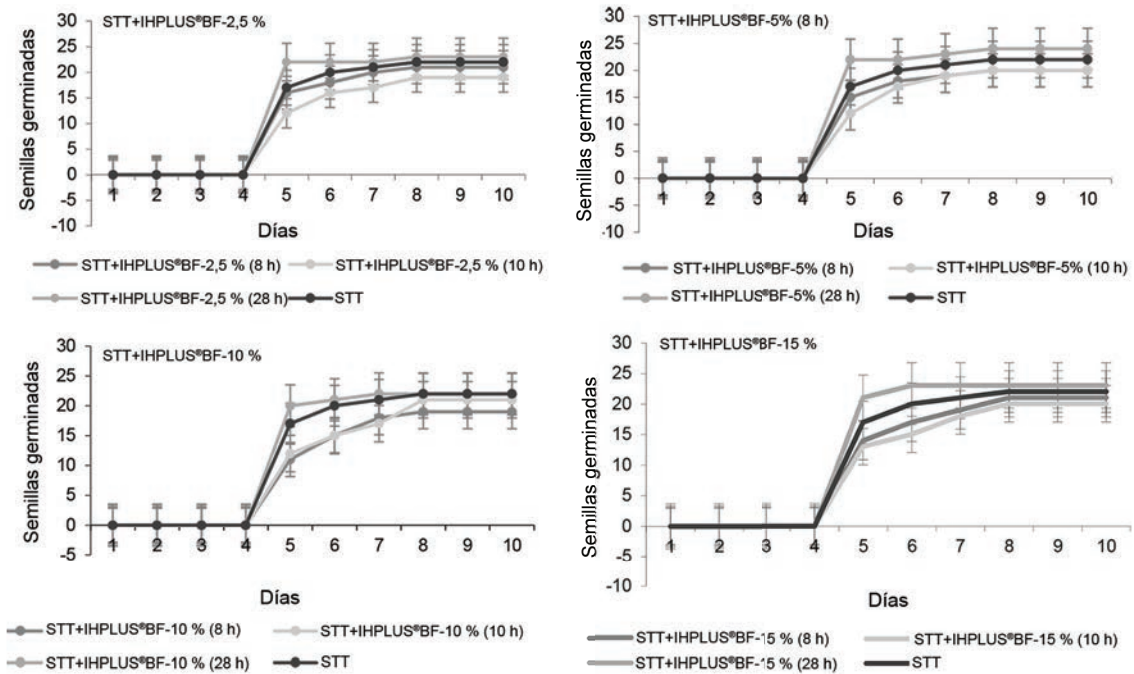 STT+IHPLUS®BF-2,5 %
Semillas germinadas
30
25
20
15
10
5
0
-5
-10
1 2 3 4 5 6 7 8 9 10
Días
STT+IHPLUS®BF-2,5 % (8 h) STT+IHPLUS®BF-2,5 % (10 h)
STT+IHPLUS®BF-2,5 % (28 h) STT
STT+IHPLUS®BF-5% (8 h)
Semillas germinadas
30
25
20
15
10
5
0
-5
-10
1 2 3 4 5 6 7 8 9 10
Días
STT+IHPLUS®BF-5% (8 h) STT+IHPLUS®BF-5% (10 h)
STT+IHPLUS®BF-5% (28 h) STT
STT+IHPLUS®BF-10 %
Semillas germinadas
30
25
20
15
10
5
0
-5
1 2 3 4 5 6 7 8 9 10
Días
STT+IHPLUS®BF-10 % (8 h) STT+IHPLUS®BF-10 % (10 h)
STT+IHPLUS®BF-10 % (28 h) STT
STT+IHPLUS®BF-15 %
Semillas germinadas
30
25
20
15
10
5
0
-5
-10
1 2 3 4 5 6 7 8 9 10
Días
STT+IHPLUS®BF-15 % (8 h) STT+IHPLUS®BF-15 % (10 h)
STT+IHPLUS®BF-15 % (28 h) STT